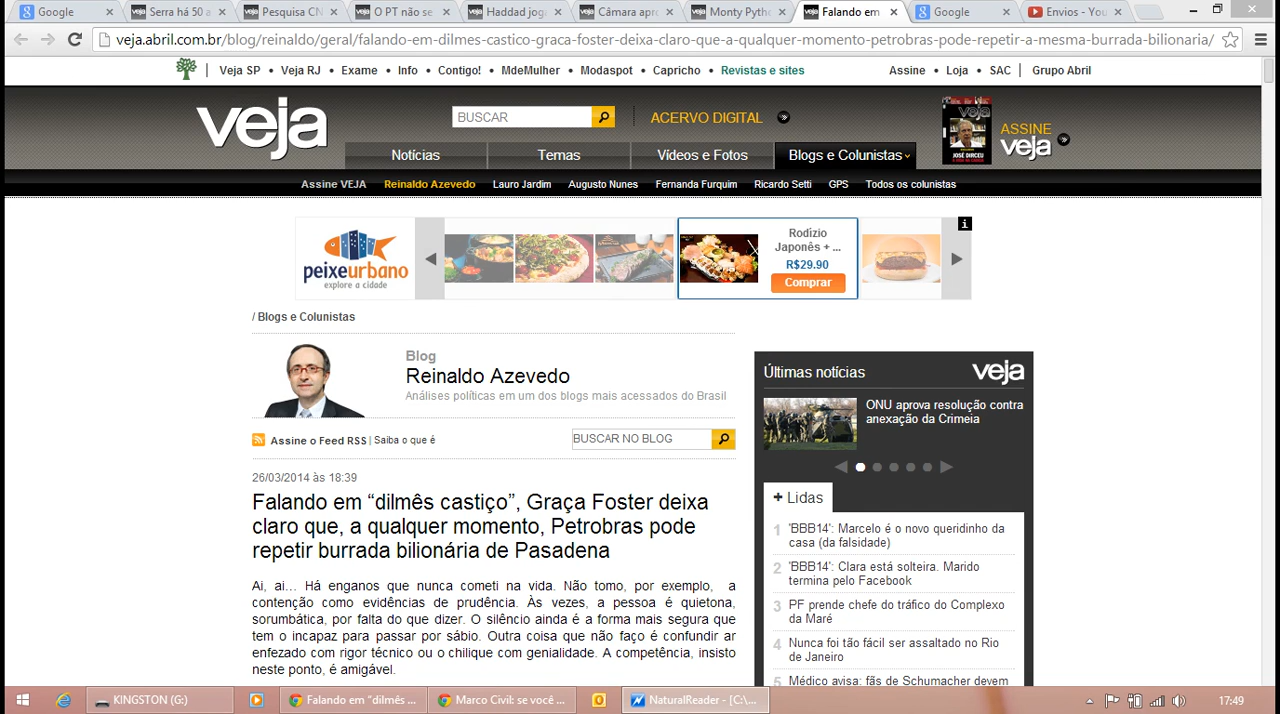 Google
Serra há 50 a
Pesquisa CN
O PT não se
Haddad jog
Câmara apro
Monty Pyth
Falando em
Google
Envios - You
veja.abril.com.br/blog/reinaldo/geral/falando-em-dilmes-castico-graca-foster-deixa-claro-que-a-qualquer-momento-petrobras-pode-repetir-a-mesma-burrada-bilionaria/
Veja SP • Veja RJ • Exame • Info • Contigo! • MdeMulher • Modaspot • Capricho • Revistas e sites
Assine • Loja • SAC | Grupo Abril
veja
BUSCAR
ACERVO DIGITAL
veja
JOSÉ DIRCEU
ASSINE
veja
Notícias
Temas
Vídeos e Fotos
Blogs e Colunistas
Assine VEJA
Reinaldo Azevedo
Lauro Jardim
Augusto Nunes
Fernanda Furquim
Ricardo Setti
GPS
Todos os colunistas
peixeurbano
explore a cidade
Rodízio
Japonês + ...
R$29.90
Comprar
i
/ Blogs e Colunistas
Blog
Reinaldo Azevedo
Análises políticas em um dos blogs mais acessados do Brasil
Assine o Feed RSS | Saiba o que é
BUSCAR NO BLOG
26/03/2014 às 18:39
Falando em “dilmês castiço”, Graça Foster deixa
claro que, a qualquer momento, Petrobras pode
repetir burrada bilionária de Pasadena
Ai, ai… Há enganos que nunca cometi na vida. Não tomo, por exemplo, a
contenção como evidências de prudência. Às vezes, a pessoa é quietona,
sorumbática, por falta do que dizer. O silêncio ainda é a forma mais segura que
tem o incapaz para passar por sábio. Outra coisa que não faço é confundir ar
enfezado com rigor técnico ou o chilique com genialidade. A competência, insisto
neste ponto, é amigável.
Últimas notícias
veja
ONU aprova resolução contra
anexação da Crimeia
+ Lidas
1 'BBB14': Marcelo é o novo queridinho da
casa (da falsidade)
2 'BBB14': Clara está solteira. Marido
termina pelo Facebook
3 PF prende chefe do tráfico do Complexo
da Maré
4 Nunca foi tão fácil ser assaltado no Rio
de Janeiro
5 Médico avisa: fãs de Schumacher devem
KINGSTON (G:)
Falando em “dilmês ...
Marco Civil: se você ...
NaturalReader - [C:\...
17:49